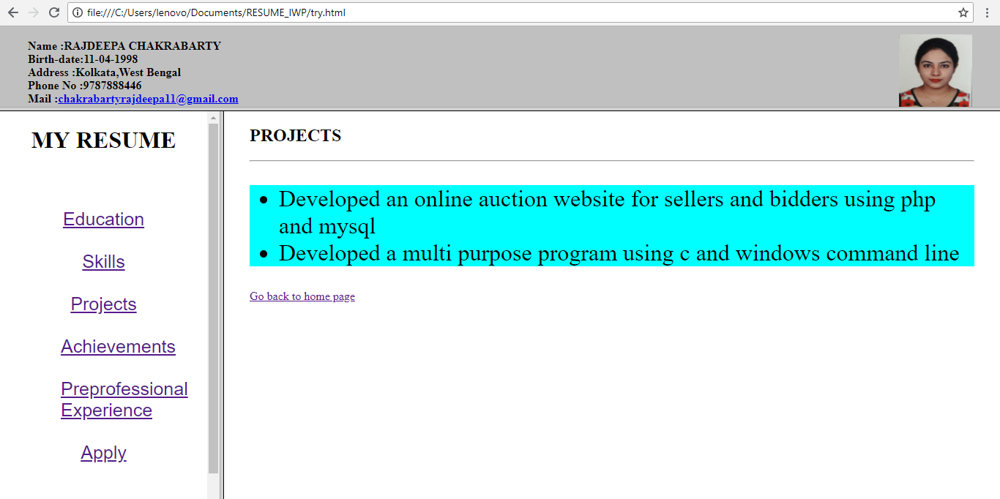 file:///C:/Users/lenovo/Documents/RESUME_IWP/try.html
Name :RAJDEEPA CHAKRABARTY
Birth-date:11-04-1998
Address :Kolkata,West Bengal
Phone No :9787888446
Mail :chakrabartyrajdeepa11@gmail.com
MY RESUME
Education
Skills
Projects
Achievements
Preprofessional
Experience
Apply
PROJECTS
• Developed an online auction website for sellers and bidders using php
and mysql
• Developed a multi purpose program using c and windows command line
Go back to home page